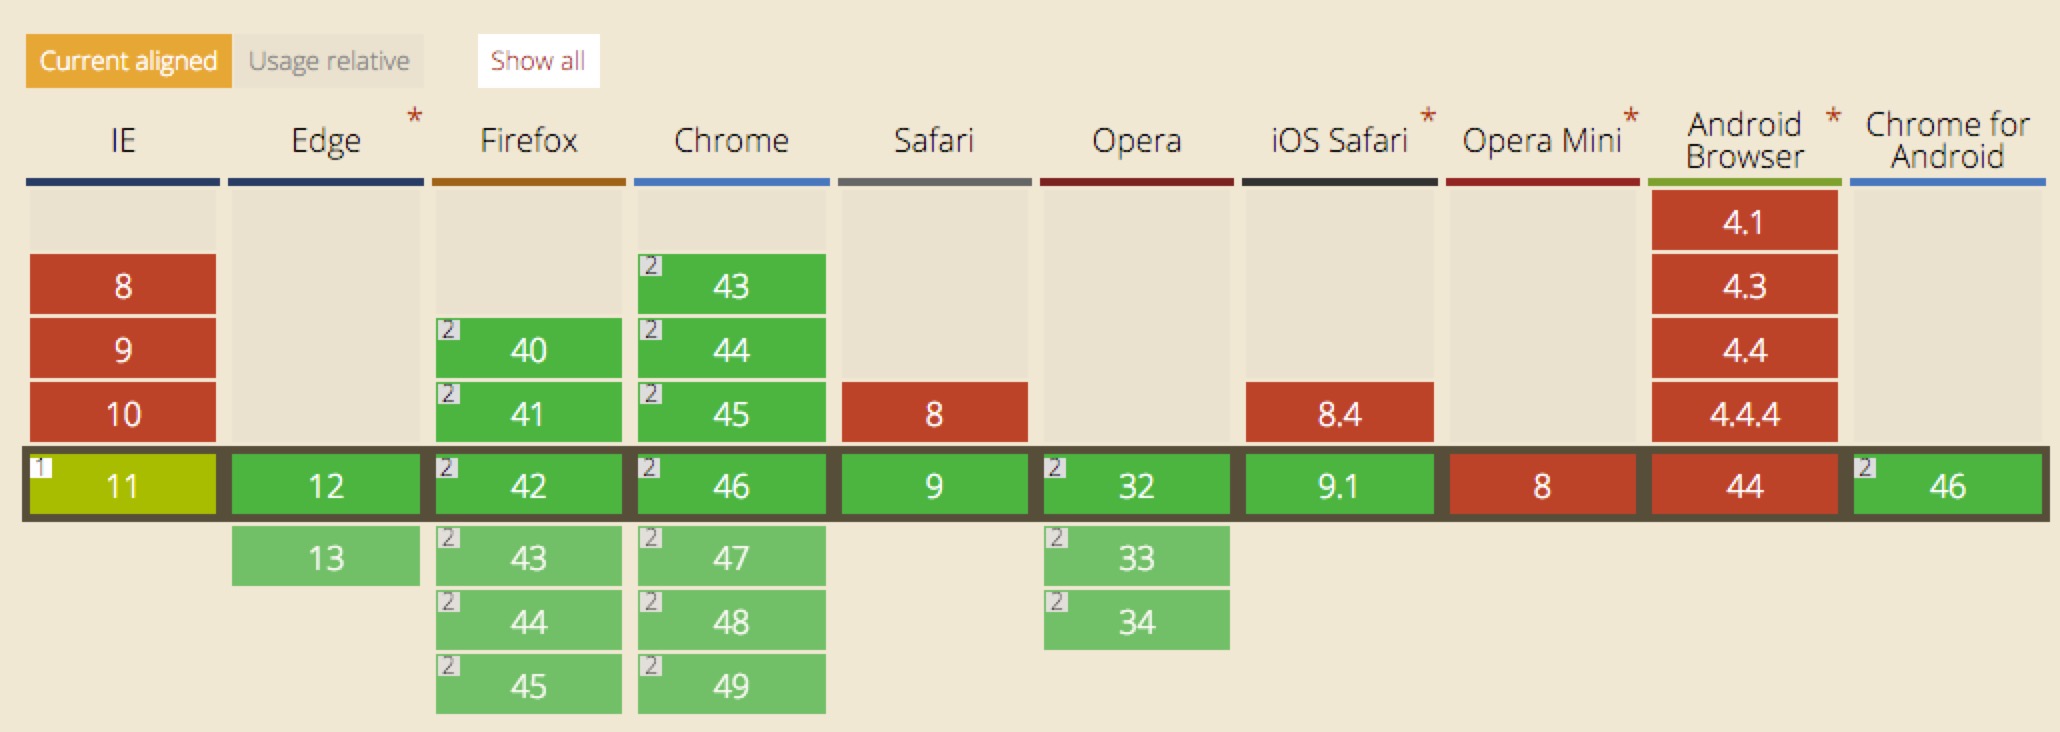 Current aligned Usage relative Show all
IE Edge * Firefox Chrome Safari Opera iOS Safari * Opera Mini * Android Browser * Chrome for Android
4.1
8 2 43 4.3
9 2 40 2 44 4.4
10 2 41 2 45 8 8.4 4.4.4
1 11 12 2 42 2 46 9 2 32 9.1 8 44 2 46
13 2 43 2 47 2 33
2 44 2 48 2 34
2 45 2 49